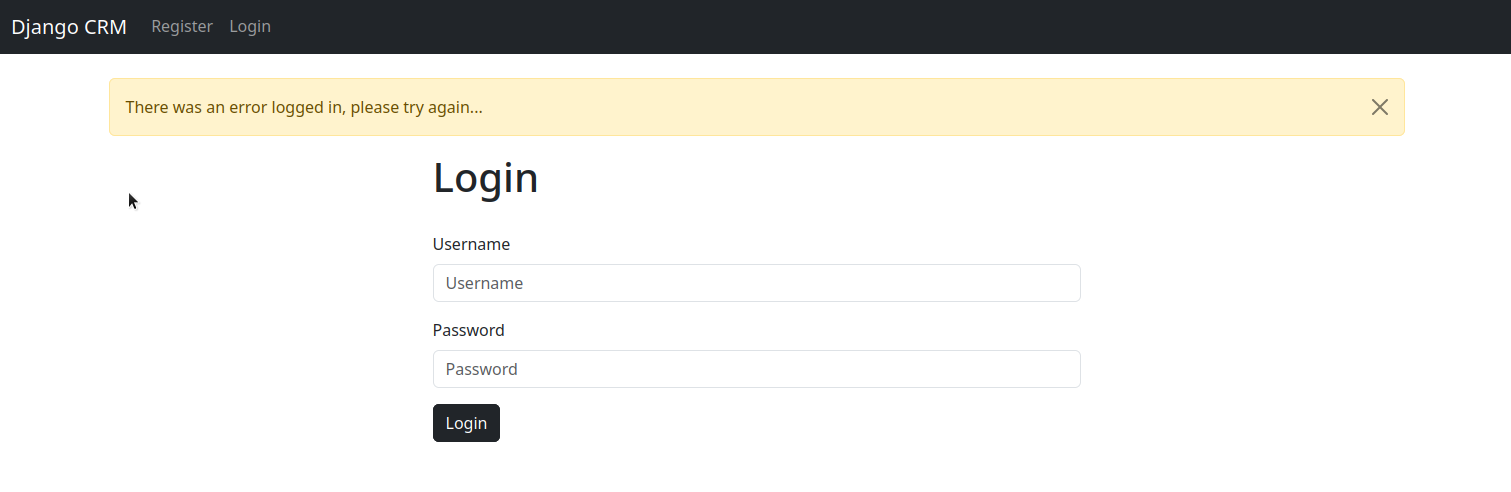 Django CRM Register Login
There was an error logged in, please try again...
Login
Username
Username
Password
Password
Login